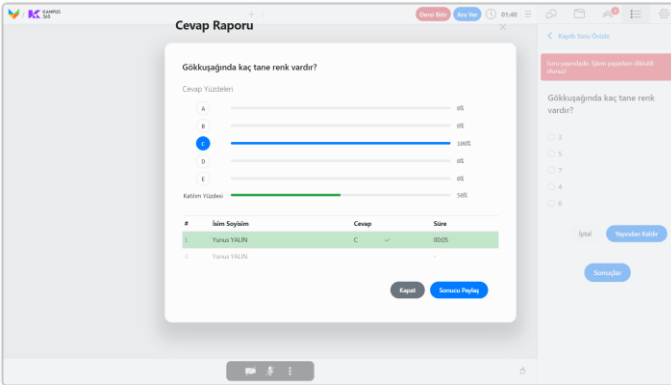 KAMPÜS
365
Dersi Bitir
Ara Ver
01:40
Cevap Raporu
Gökkuşağında kaç tane renk vardır?
Cevap Yüzdeleri
A 0%
B 0%
C 100%
D 0%
E 0%
Katılım Yüzdesi 50%
# İsim Soyisim Cevap Süre
1 Yunus YALIN C 00:05
2 Yunus YALIN -
Kapat
Sonucu Paylaş
Kayıtlı Soru Önizle
Soru yayındadır. İşlem yaparken dikkatli
olunuz!
Gökkuşağında kaç tane renk
vardır?
3
5
7
4
6
İptal
Yayından Kaldır
Sonuçlar